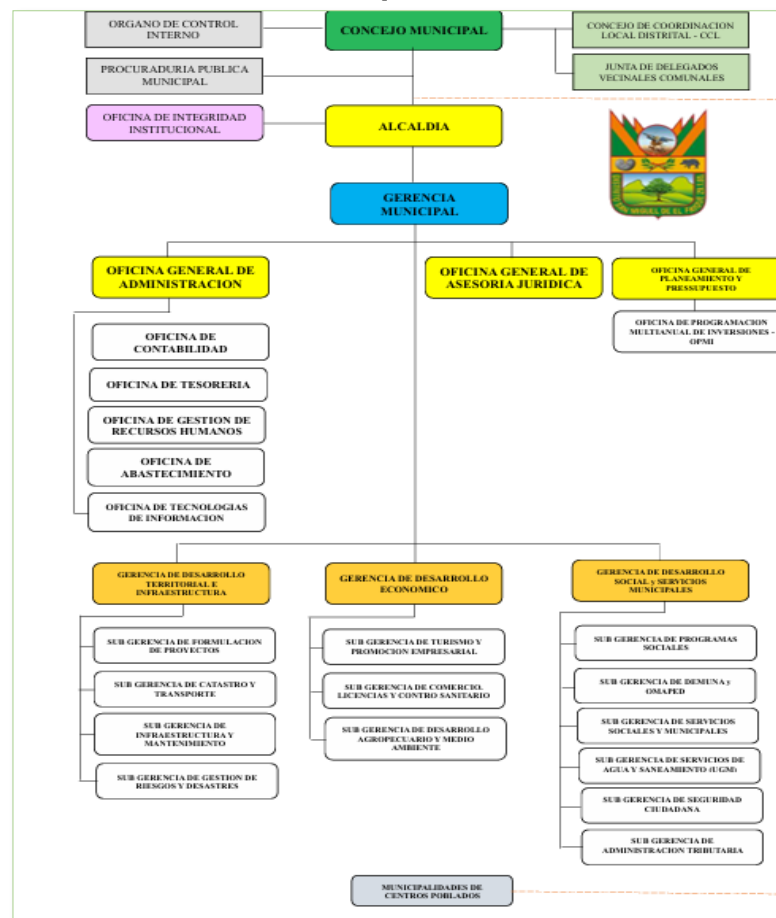 ORGANO DE CONTROL
INTERNO
CONCEJO MUNICIPAL
CONCEJO DE COORDINACION
LOCAL DISTRITAL - CCL
PROCURADURIA PUBLICA
MUNICIPAL
JUNTA DE DELEGADOS
VECINALES COMUNALES
OFICINA DE INTEGRIDAD
INSTITUCIONAL
ALCALDIA
GERENCIA
MUNICIPAL
OFICINA GENERAL DE
ADMINISTRACION
OFICINA GENERAL DE
ASESORIA JURIDICA
OFICINA GENERAL DE
PLANEAMIENTO Y
PRESSUPUESTO
OFICINA DE
CONTABILIDAD
OFICINA DE PROGRAMACION
MULTIANUAL DE INVERSIONES -
OPMI
OFICINA DE TESORERIA
OFICINA DE GESTION DE
RECURSOS HUMANOS
OFICINA DE
ABASTECIMIENTO
OFICINA DE TECNOLOGIAS
DE INFORMACION
GERENCIA DE DESARROLLO
TERRITORIAL E
INFRAESTRUCTURA
GERENCIA DE DESARROLLO
ECONOMICO
GERENCIA DE DESARROLLO
SOCIAL y SERVICIOS
MUNICIPALES
SUB GERENCIA DE FORMULACION
DE PROYECTOS
SUB GERENCIA DE TURISMO Y
PROMOCION EMPRESARIAL
SUB GERENCIA DE PROGRAMAS
SOCIALES
SUB GERENCIA DE CATASTRO Y
TRANSPORTE
SUB GERENCIA DE COMERCIO,
LICENCIAS Y CONTRO SANITARIO
SUB GERENCIA DE DEMUNA y
OMAPED
SUB GERENCIA DE
INFRAESTRUCTURA Y
MANTENIMIENTO
SUB GERENCIA DE DESARROLLO
AGROPECUARIO Y MEDIO
AMBIENTE
SUB GERENCIA DE SERVICIOS
SOCIALES Y MUNICIPALES
SUB GERENCIA DE GESTION DE
RIESGOS Y DESASTRES
SUB GERENCIA DE SERVICIOS DE
AGUA Y SANEAMIENTO (UGM)
SUB GERENCIA DE SEGURIDAD
CIUDADANA
SUB GERENCIA DE
ADMINISTRACION TRIBUTARIA
MUNICIPALIDADES DE
CENTROS POBLADOS